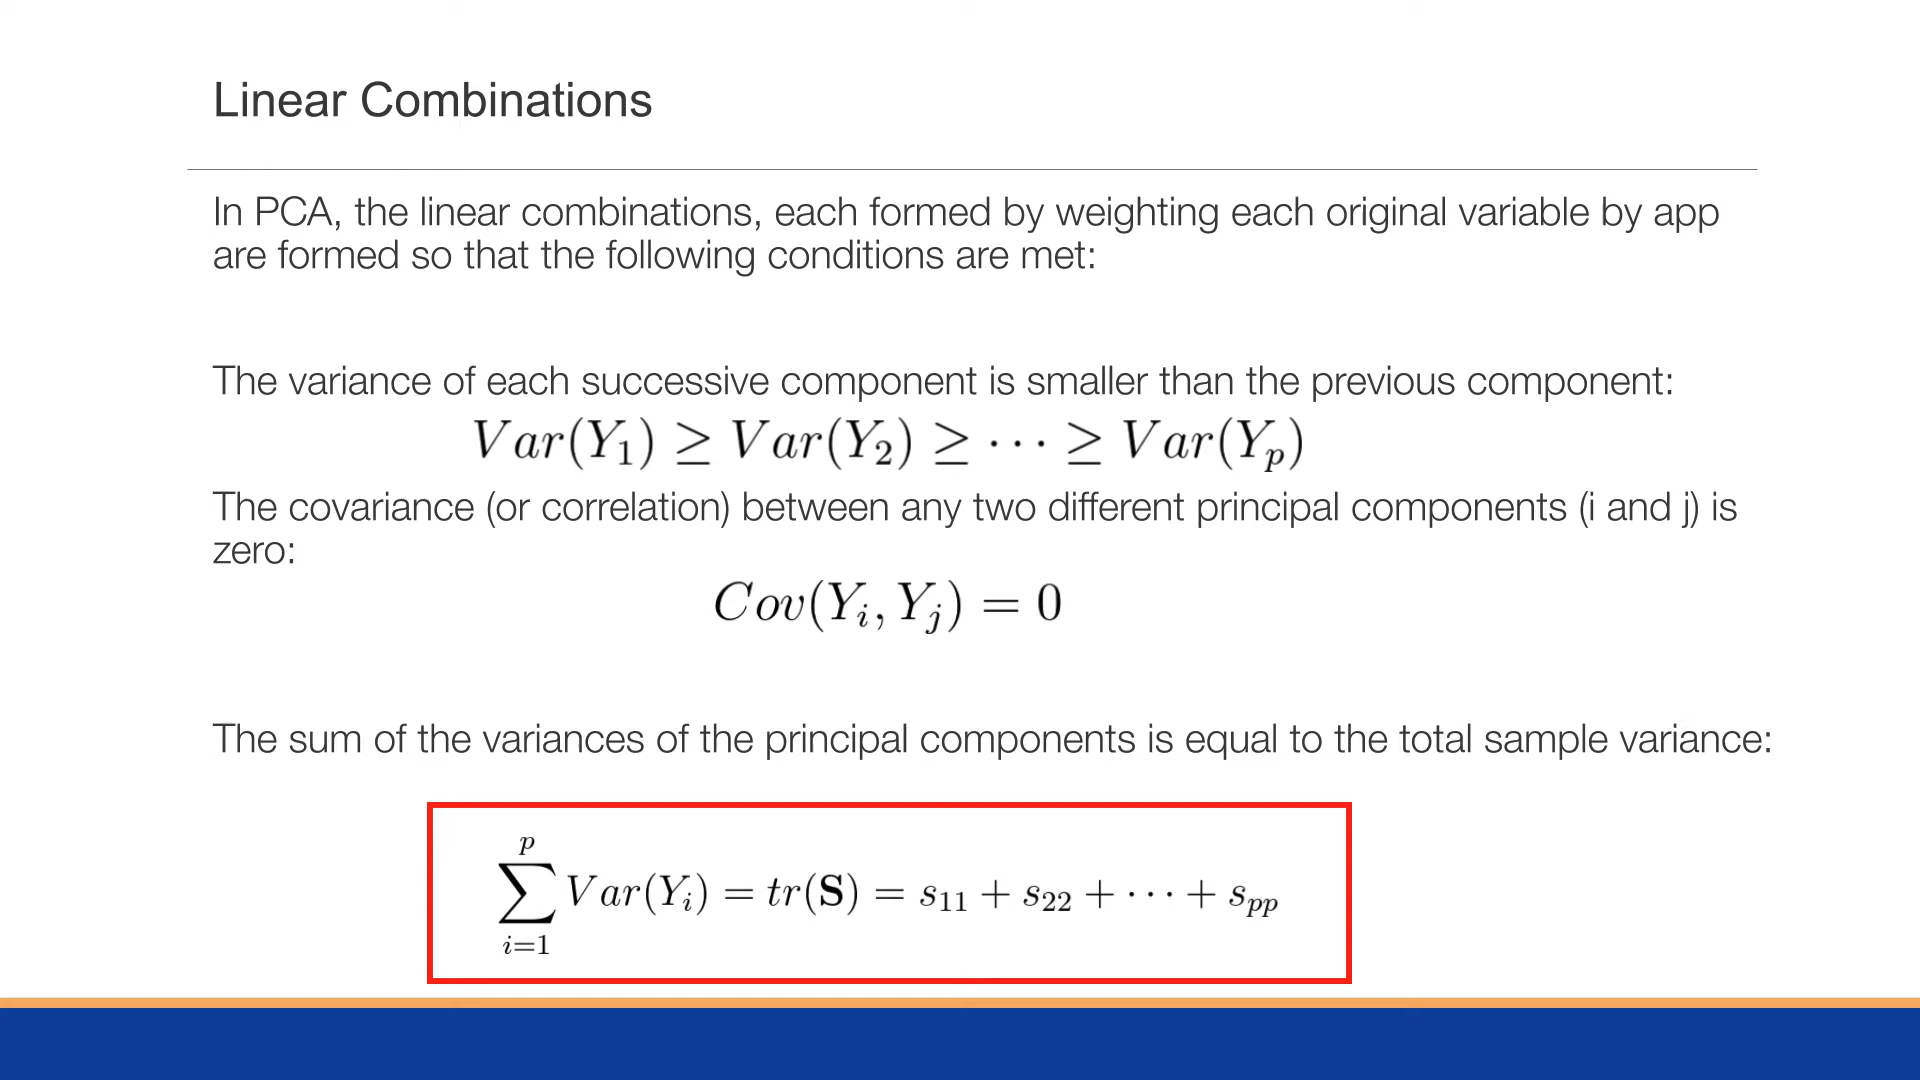 Linear Combinations
In PCA, the linear combinations, each formed by weighting each original variable by app
are formed so that the following conditions are met:
The variance of each successive component is smaller than the previous component:
Var(Y₁) ≥ Var(Y₂) ≥ ··· ≥ Var(Yₚ)
The covariance (or correlation) between any two different principal components (i and j) is
zero:
Cov(Yᵢ, Yⱼ) = 0
The sum of the variances of the principal components is equal to the total sample variance:
∑_{i=1}^{p} Var(Yᵢ) = tr(S) = s₁₁ + s₂₂ + ··· + sₚₚ